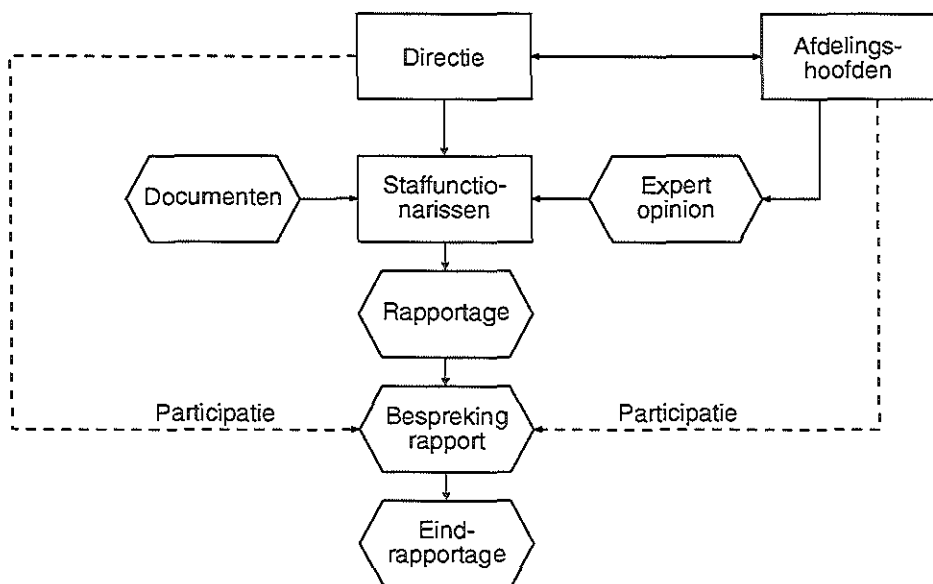 Directie
Afdelings-
hoofden
Documenten
Staffunctio-
narissen
Expert
opinion
Rapportage
Participatie
Bespreking
rapport
Participatie
Eind-
rapportage